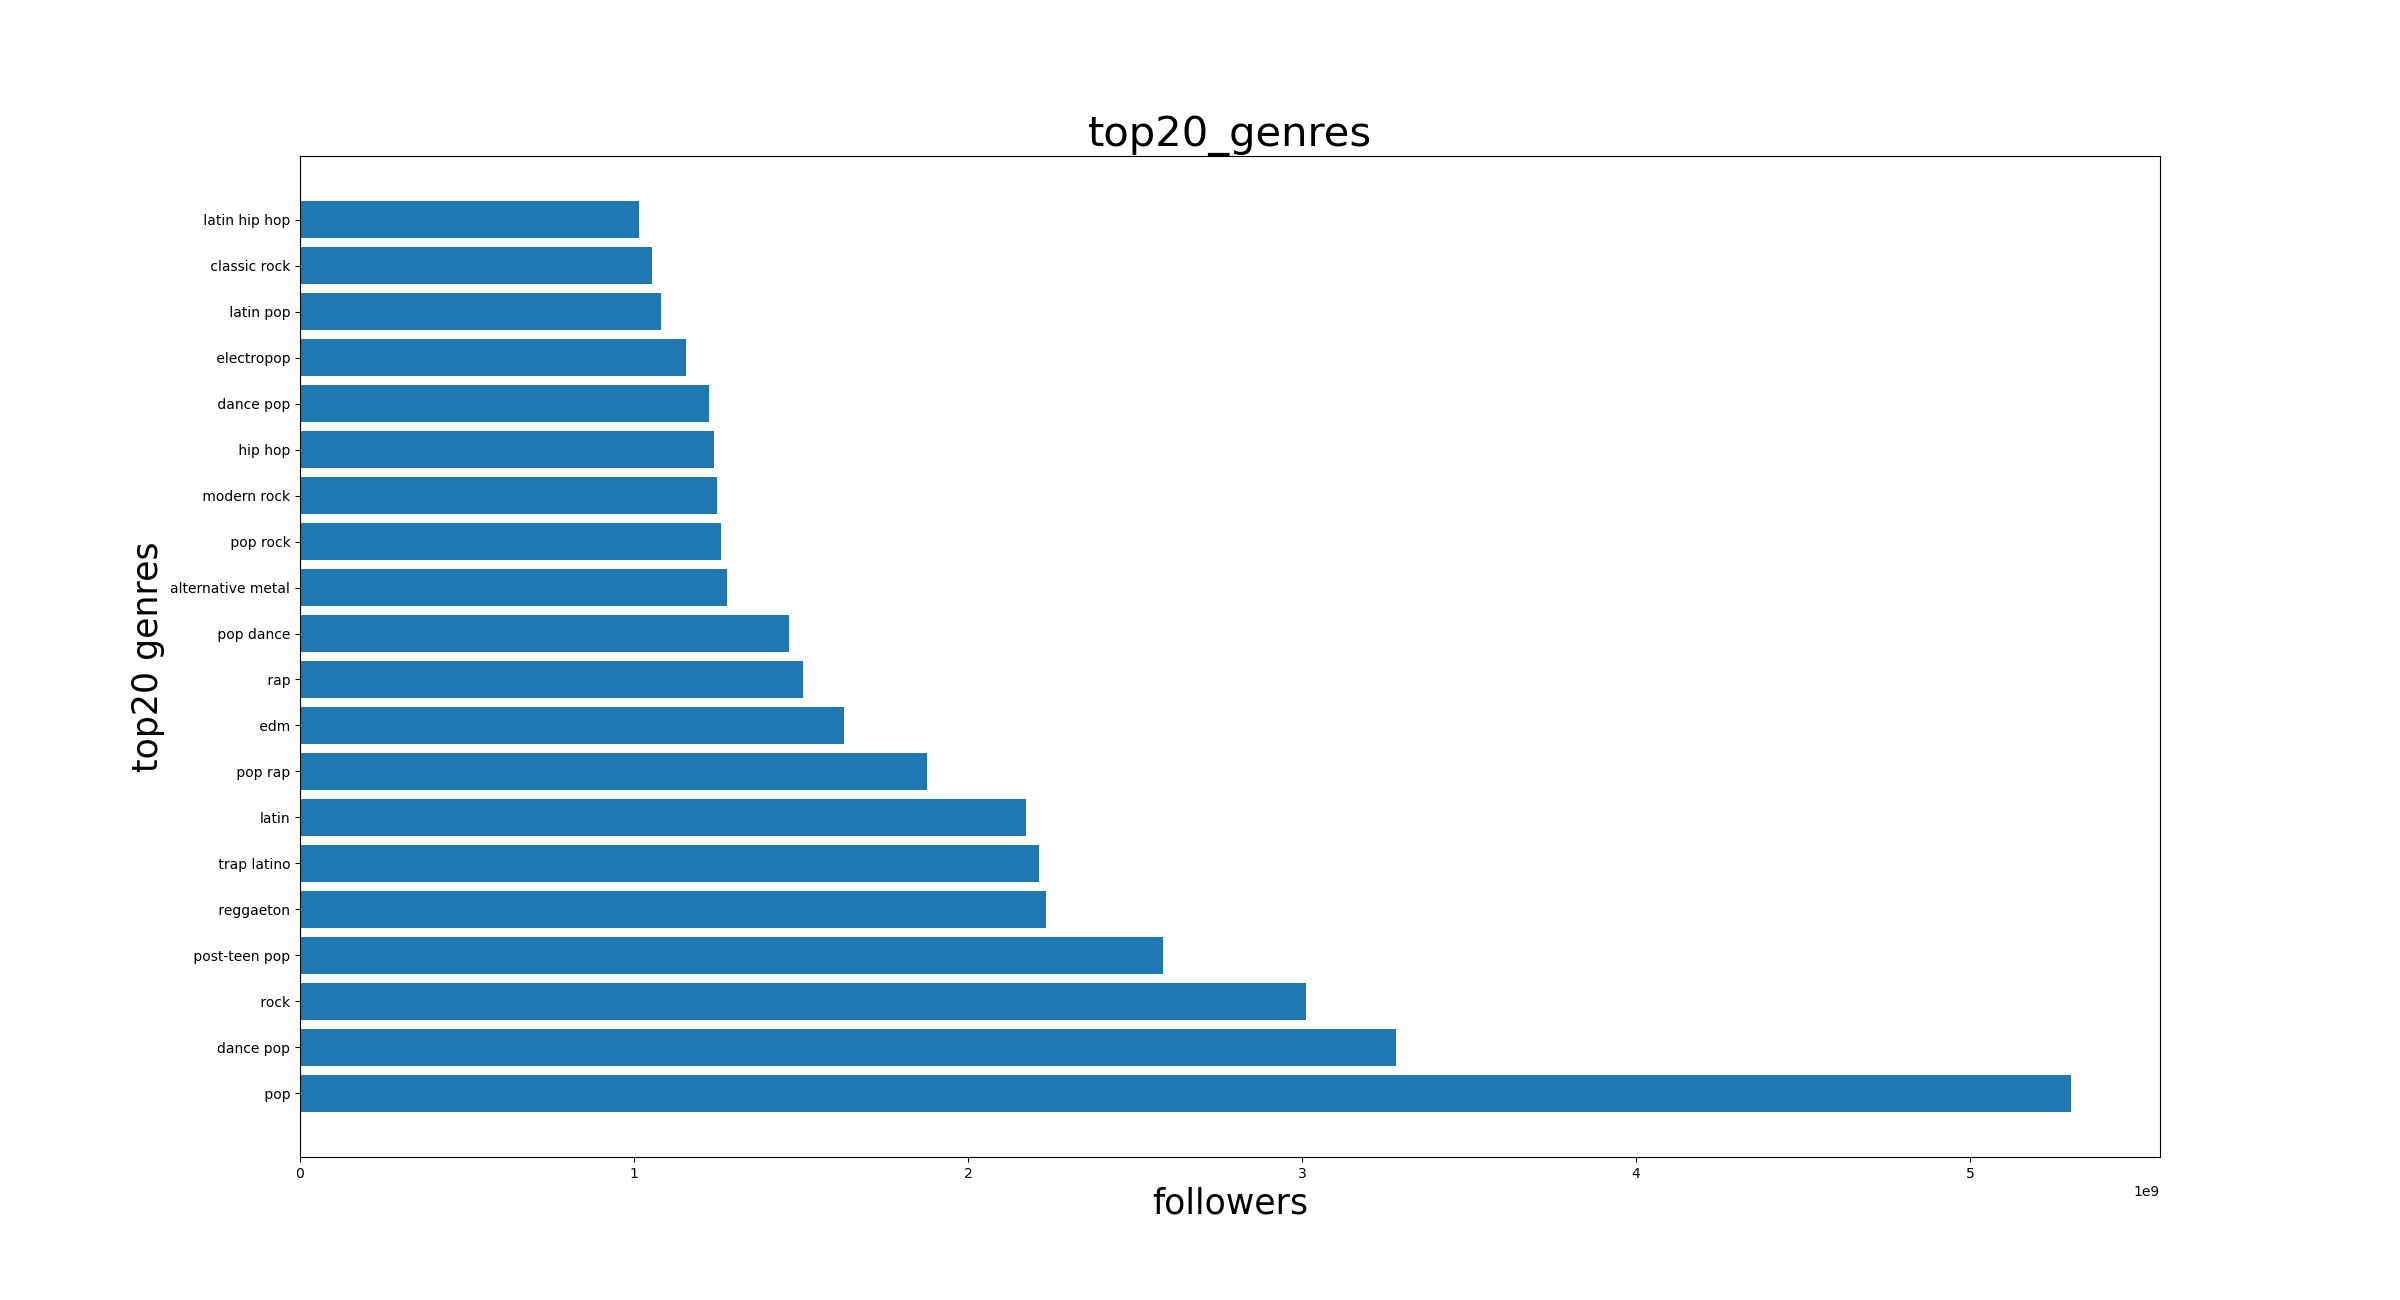 top20_genres
latin hip hop
classic rock
latin pop
electropop
dance pop
hip hop
modern rock
pop rock
alternative metal
pop dance
rap
edm
pop rap
latin
trap latino
reggaeton
post-teen pop
rock
dance pop
pop
top20 genres
0 1 2 3 4 5
1e9
followers